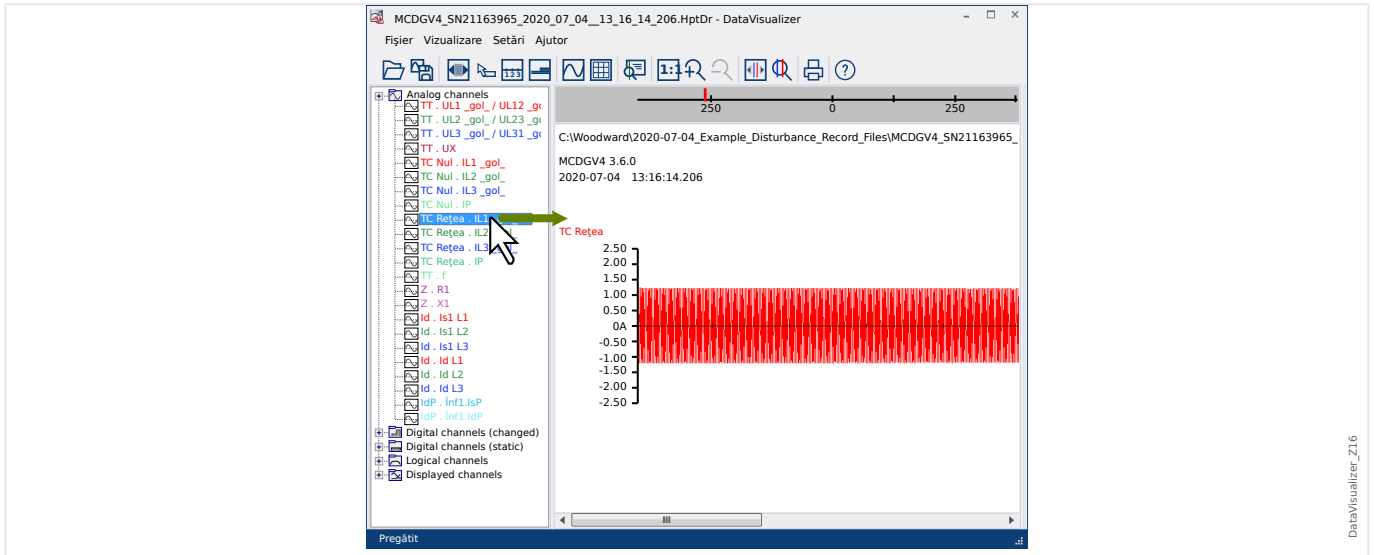 MCDGV4_SN21163965_2020_07_04__13_16_14_206.HptDr - DataVisualizer
Fişier Vizualizare Setări Ajutor
123
1:1
Analog channels
TT . UL1 _gol_ / UL12 _go
TT . UL2 _gol_ / UL23 _go
TT . UL3 _gol_ / UL31 _go
TT . UX
TC Nul . IL1 _gol_
TC Nul . IL2 _gol_
TC Nul . IL3 _gol_
TC Nul . IP
TC Reţea . IL1
TC Reţea . IL2
TC Reţea . IL3
TC Reţea . IP
TT . f
Z . R1
Z . X1
Id . Is1 L1
Id . Is1 L2
Id . Is1 L3
Id . Id L1
Id . Id L2
Id . Id L3
IdP . Înf1.IsP
IdP . Înf1.IdP
Digital channels (changed)
Digital channels (static)
Logical channels
Displayed channels
250 0 250
C:\Woodward\2020-07-04_Example_Disturbance_Record_Files\MCDGV4_SN21163965_
MCDGV4 3.6.0
2020-07-04 13:16:14.206
TC Reţea
2.50
2.00
1.50
1.00
0.50
0A
-0.50
-1.00
-1.50
-2.00
-2.50
Pregătit
DataVisualizer_Z16